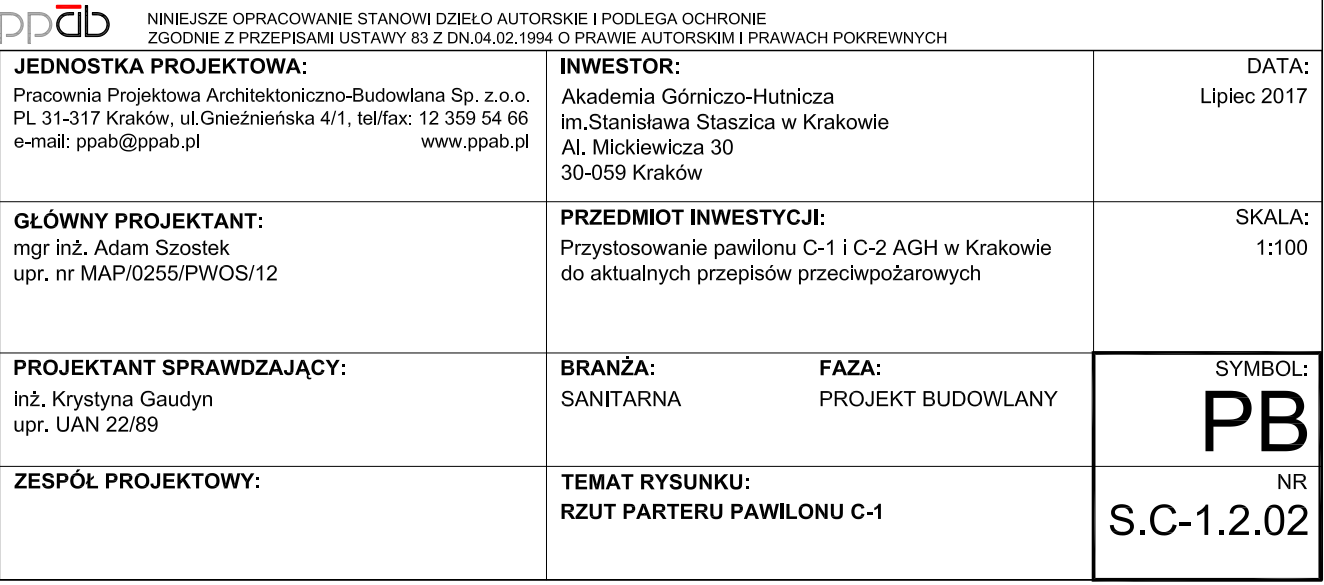 ppab NINIEJSZE OPRACOWANIE STANOWI DZIEŁO AUTORSKIE I PODLEGA OCHRONIE
ZGODNIE Z PRZEPISAMI USTAWY 83 Z DN.04.02.1994 O PRAWIE AUTORSKIM I PRAWACH POKREWNYCH
JEDNOSTKA PROJEKTOWA:
Pracownia Projektowa Architektoniczno-Budowlana Sp. z.o.o.
PL 31-317 Kraków, ul.Gnieźnieńska 4/1, tel/fax: 12 359 54 66
e-mail: ppab@ppab.pl www.ppab.pl
INWESTOR:
Akademia Górniczo-Hutnicza
im.Stanisława Staszica w Krakowie
Al. Mickiewicza 30
30-059 Kraków
DATA:
Lipiec 2017
GŁÓWNY PROJEKTANT:
mgr inż. Adam Szostek
upr. nr MAP/0255/PWOS/12
PRZEDMIOT INWESTYCJI:
Przystosowanie pawilonu C-1 i C-2 AGH w Krakowie
do aktualnych przepisów przeciwpożarowych
SKALA:
1:100
PROJEKTANT SPRAWDZAJĄCY:
inż. Krystyna Gaudyn
upr. UAN 22/89
BRANŻA:
SANITARNA
FAZA:
PROJEKT BUDOWLANY
SYMBOL:
PB
ZESPÓŁ PROJEKTOWY:
TEMAT RYSUNKU:
RZUT PARTERU PAWILONU C-1
NR
S.C-1.2.02